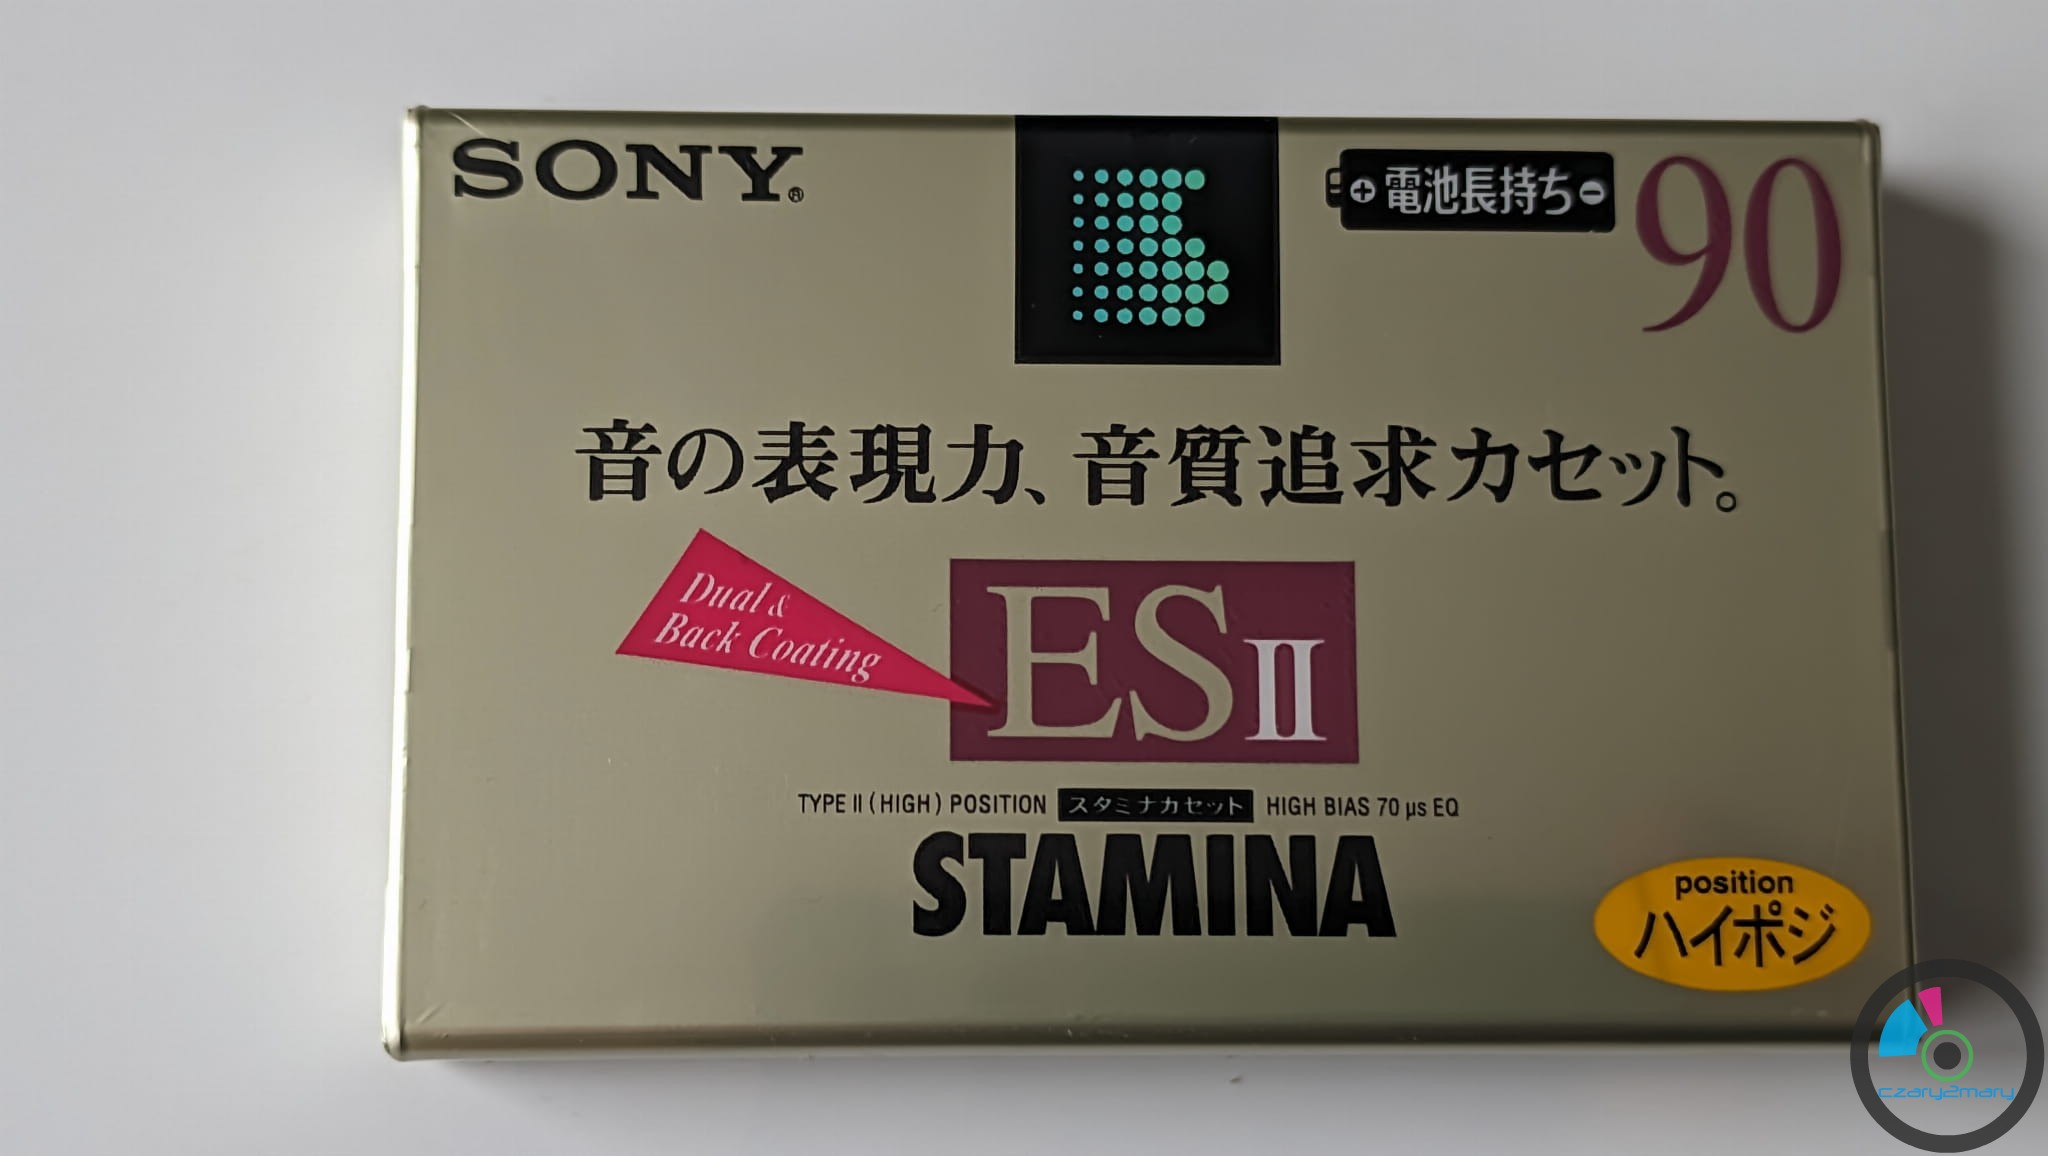 SONY®
⊕電池長持ち⊖
90
音の表現力、音質追求カセット。
Dual &
Back Coating
ES II
TYPE II (HIGH) POSITION スタミナカセット HIGH BIAS 70 μs EQ
STAMINA
position
ハイポジ
czary2mary